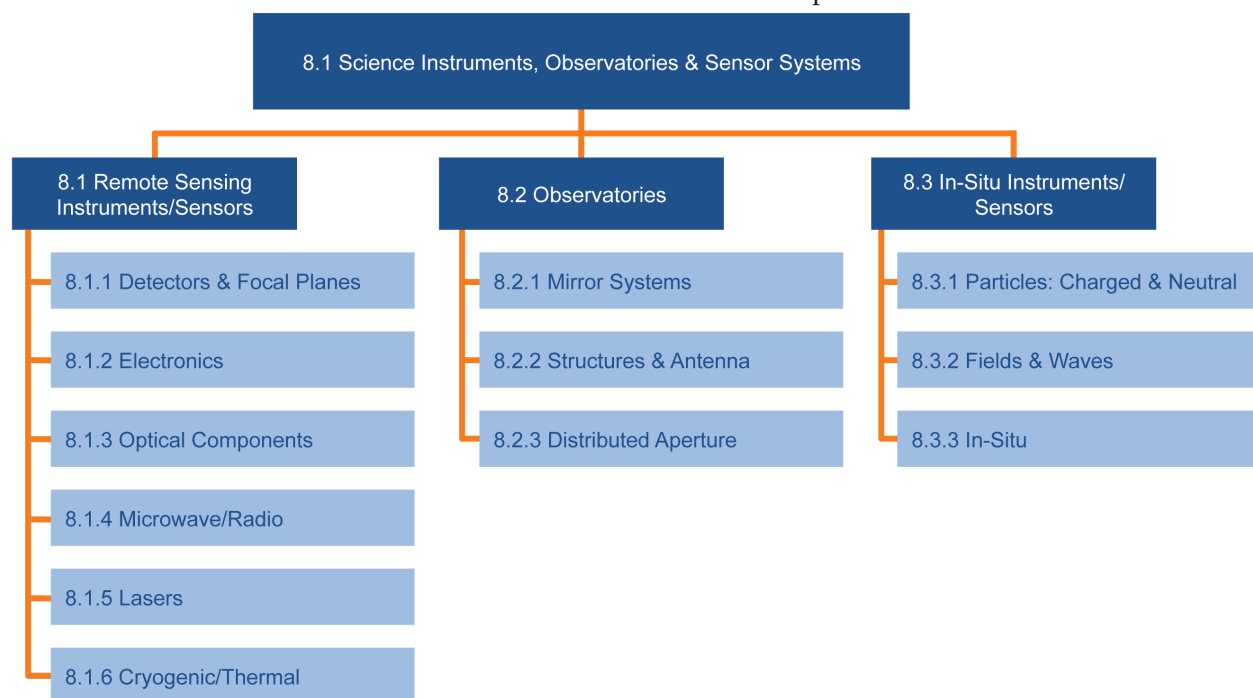 8.1 Science Instruments, Observatories & Sensor Systems
8.1 Remote Sensing
Instruments/Sensors
8.1.1 Detectors & Focal Planes
8.1.2 Electronics
8.1.3 Optical Components
8.1.4 Microwave/Radio
8.1.5 Lasers
8.1.6 Cryogenic/Thermal
8.2 Observatories
8.2.1 Mirror Systems
8.2.2 Structures & Antenna
8.2.3 Distributed Aperture
8.3 In-Situ Instruments/
Sensors
8.3.1 Particles: Charged & Neutral
8.3.2 Fields & Waves
8.3.3 In-Situ